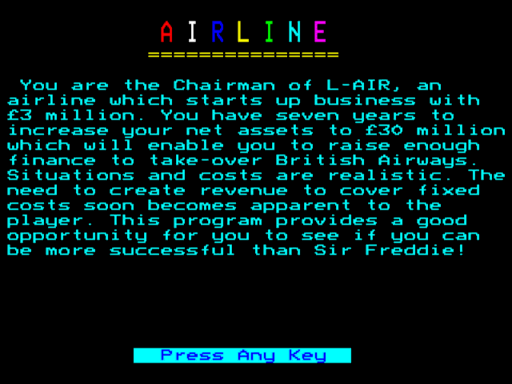 AIRLINE
===============
You are the Chairman of L-AIR, an
airline which starts up business with
£3 million. You have seven years to
increase your net assets to £30 million
which will enable you to raise enough
finance to take-over British Airways.
Situations and costs are realistic. The
need to create revenue to cover fixed
costs soon becomes apparent to the
player. This program provides a good
opportunity for you to see if you can
be more successful than Sir Freddie!
Press Any Key